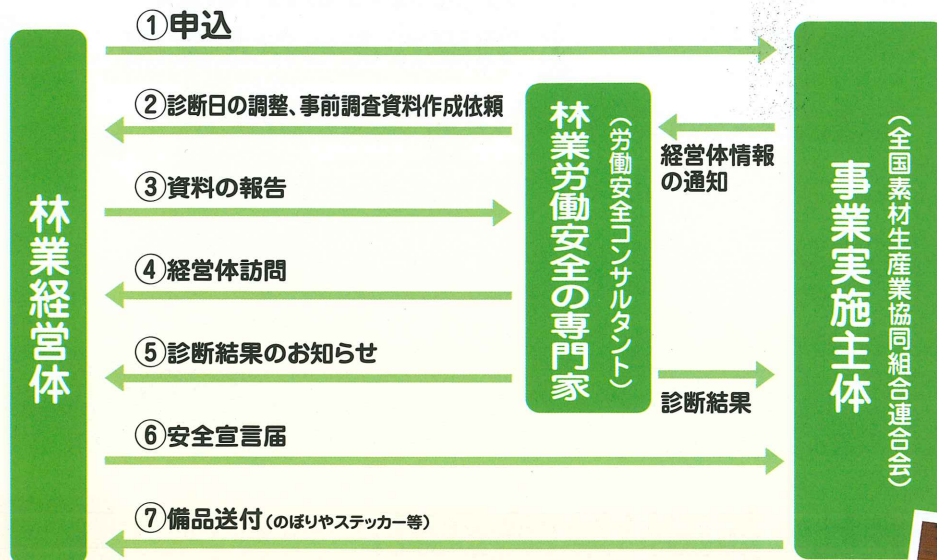 ①申込
②診断日の調整、事前調査資料作成依頼
③資料の報告
④経営体訪問
⑤診断結果のお知らせ
⑥安全宣言届
⑦備品送付(のぼりやステッカー等)
林業経営体
林業労働安全の専門家
(労働安全コンサルタント)
経営体情報
の通知
診断結果
事業実施主体
(全国素材生産業協同組合連合会)